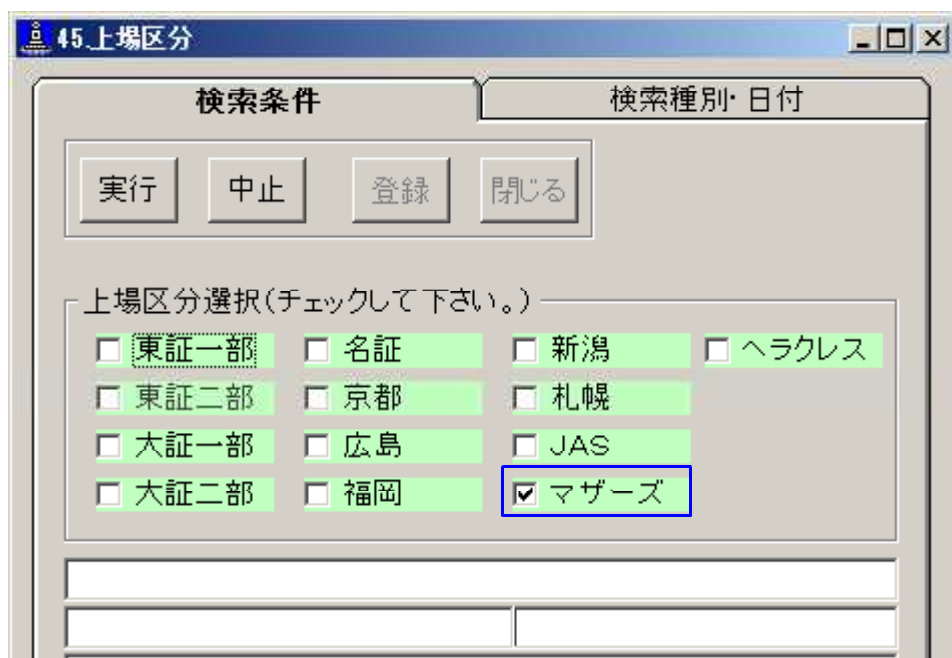 45.上場区分
検索条件 検索種別・日付
実行 中止 登録 閉じる
上場区分選択(チェックして下さい。)
東証一部 名証 新潟 ヘラクレス
東証二部 京都 札幌
大証一部 広島 JAS
大証二部 福岡 マザーズ